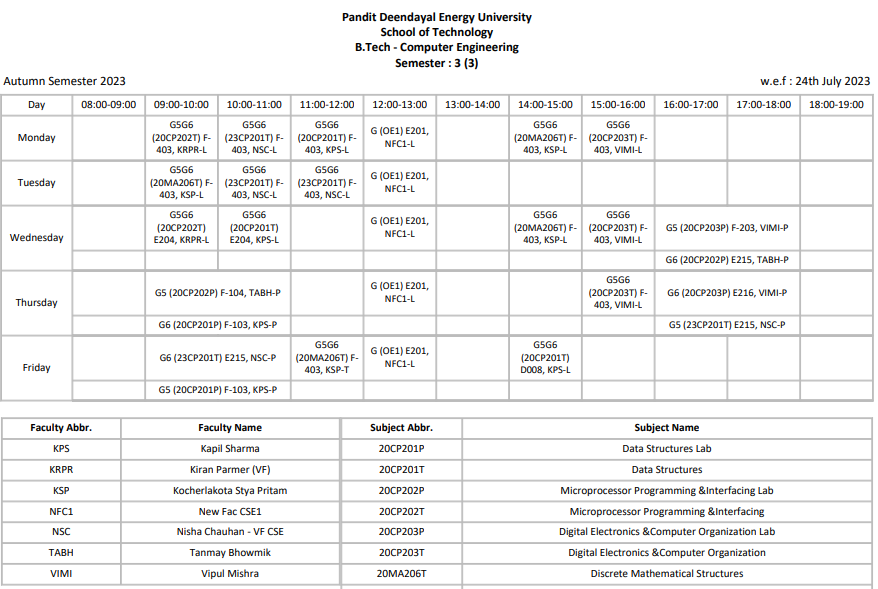 Pandit Deendayal Energy University
School of Technology
B.Tech - Computer Engineering
Semester : 3 (3)
Autumn Semester 2023 w.e.f : 24th July 2023
Day 08:00-09:00 09:00-10:00 10:00-11:00 11:00-12:00 12:00-13:00 13:00-14:00 14:00-15:00 15:00-16:00 16:00-17:00 17:00-18:00 18:00-19:00
Monday
G5G6
(20CP202T) F-
403, KRPR-L
G5G6
(23CP201T) F-
403, NSC-L
G5G6
(20CP201T) F-
403, KPS-L
G (OE1) E201,
NFC1-L
G5G6
(20MA206T) F-
403, KSP-L
G5G6
(20CP203T) F-
403, VIMI-L
Tuesday
G5G6
(20MA206T) F-
403, KSP-L
G5G6
(23CP201T) F-
403, NSC-L
G5G6
(23CP201T) F-
403, NSC-L
G (OE1) E201,
NFC1-L
Wednesday
G5G6
(20CP202T)
E204, KRPR-L
G5G6
(20CP201T)
E204, KPS-L
G (OE1) E201,
NFC1-L
G5G6
(20MA206T) F-
403, KSP-L
G5G6
(20CP203T) F-
403, VIMI-L
G5 (20CP203P) F-203, VIMI-P
G6 (20CP202P) E215, TABH-P
Thursday
G5 (20CP202P) F-104, TABH-P
G (OE1) E201,
NFC1-L
G5G6
(20CP203T) F-
403, VIMI-L
G6 (20CP203P) E216, VIMI-P
G6 (20CP201P) F-103, KPS-P
G5 (23CP201T) E215, NSC-P
Friday
G6 (23CP201T) E215, NSC-P
G5G6
(20MA206T) F-
403, KSP-T
G (OE1) E201,
NFC1-L
G5G6
(20CP201T)
D008, KPS-L
G5 (20CP201P) F-103, KPS-P
Faculty Abbr. Faculty Name Subject Abbr. Subject Name
KPS Kapil Sharma 20CP201P Data Structures Lab
KRPR Kiran Parmer (VF) 20CP201T Data Structures
KSP Kocherlakota Stya Pritam 20CP202P Microprocessor Programming &Interfacing Lab
NFC1 New Fac CSE1 20CP202T Microprocessor Programming &Interfacing
NSC Nisha Chauhan - VF CSE 20CP203P Digital Electronics &Computer Organization Lab
TABH Tanmay Bhowmik 20CP203T Digital Electronics &Computer Organization
VIMI Vipul Mishra 20MA206T Discrete Mathematical Structures